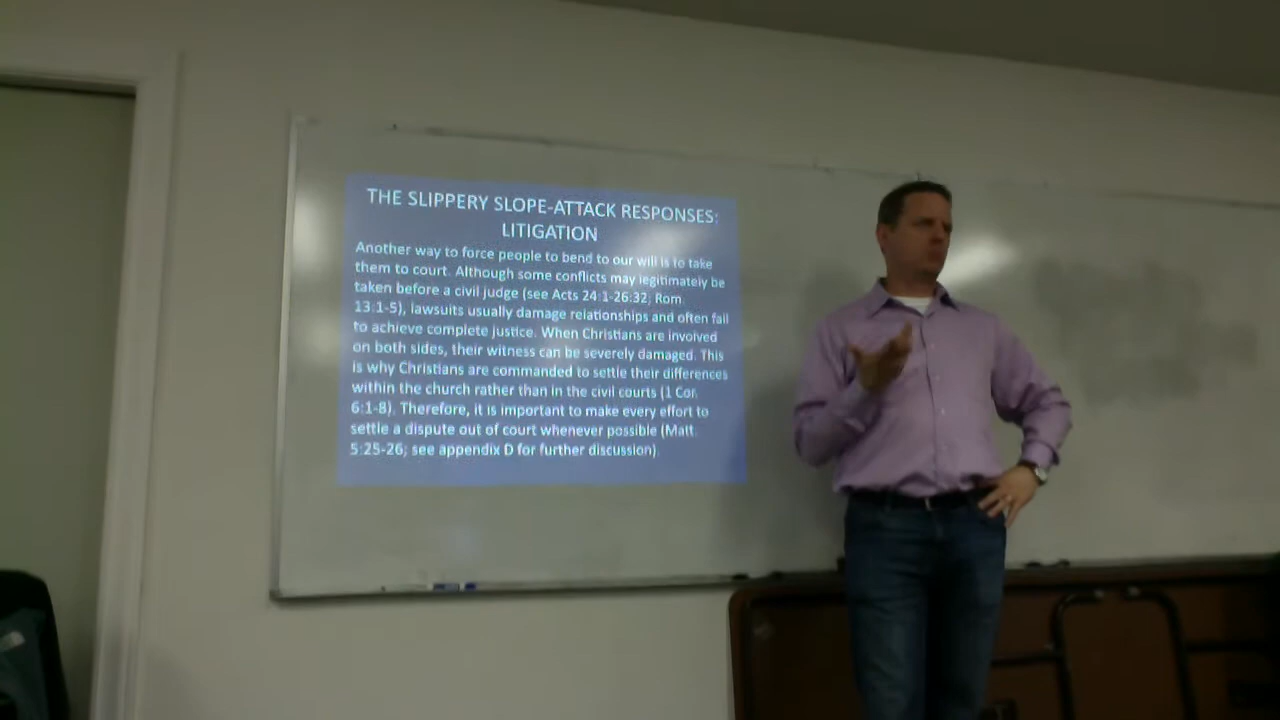 THE SLIPPERY SLOPE-ATTACK RESPONSES:
LITIGATION
Another way to force people to bend to our will is to take
them to court. Although some conflicts may legitimately be
taken before a civil judge (see Acts 24:1-26:32, Rom.
13:1-5), lawsuits usually damage relationships and often fail
to achieve complete justice. When Christians are involved
on both sides, their witness can be severely damaged. This
is why Christians are commanded to settle their differences
within the church rather than in the civil courts (1 Cor.
6:1-8). Therefore, it is important to make every effort to
settle a dispute out of court whenever possible (Matt.
5:25-26; see appendix D for further discussion).